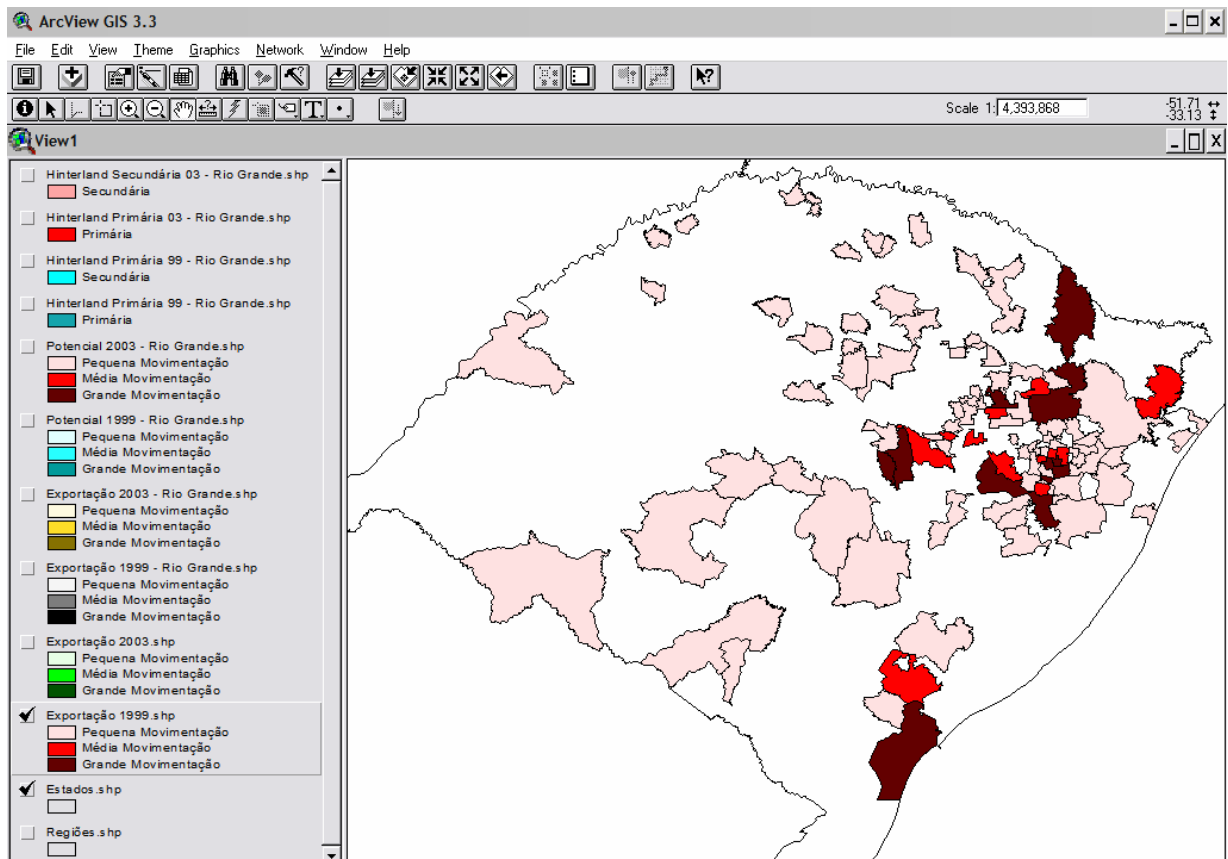 ArcView GIS 3.3
File Edit View Theme Graphics Network Window Help
Scale 1: 4,393,868
-51.71
-33.13
View1
Hinterland Secundária 03 - Rio Grande.shp
Secundária
Hinterland Primária 03 - Rio Grande.shp
Primária
Hinterland Primária 99 - Rio Grande.shp
Secundária
Hinterland Primária 99 - Rio Grande.shp
Primária
Potencial 2003 - Rio Grande.shp
Pequena Movimentação
Média Movimentação
Grande Movimentação
Potencial 1999 - Rio Grande.shp
Pequena Movimentação
Média Movimentação
Grande Movimentação
Exportação 2003 - Rio Grande.shp
Pequena Movimentação
Média Movimentação
Grande Movimentação
Exportação 1999 - Rio Grande.shp
Pequena Movimentação
Média Movimentação
Grande Movimentação
Exportação 2003.shp
Pequena Movimentação
Média Movimentação
Grande Movimentação
Exportação 1999.shp
Pequena Movimentação
Média Movimentação
Grande Movimentação
Estados.shp
Regiões.shp